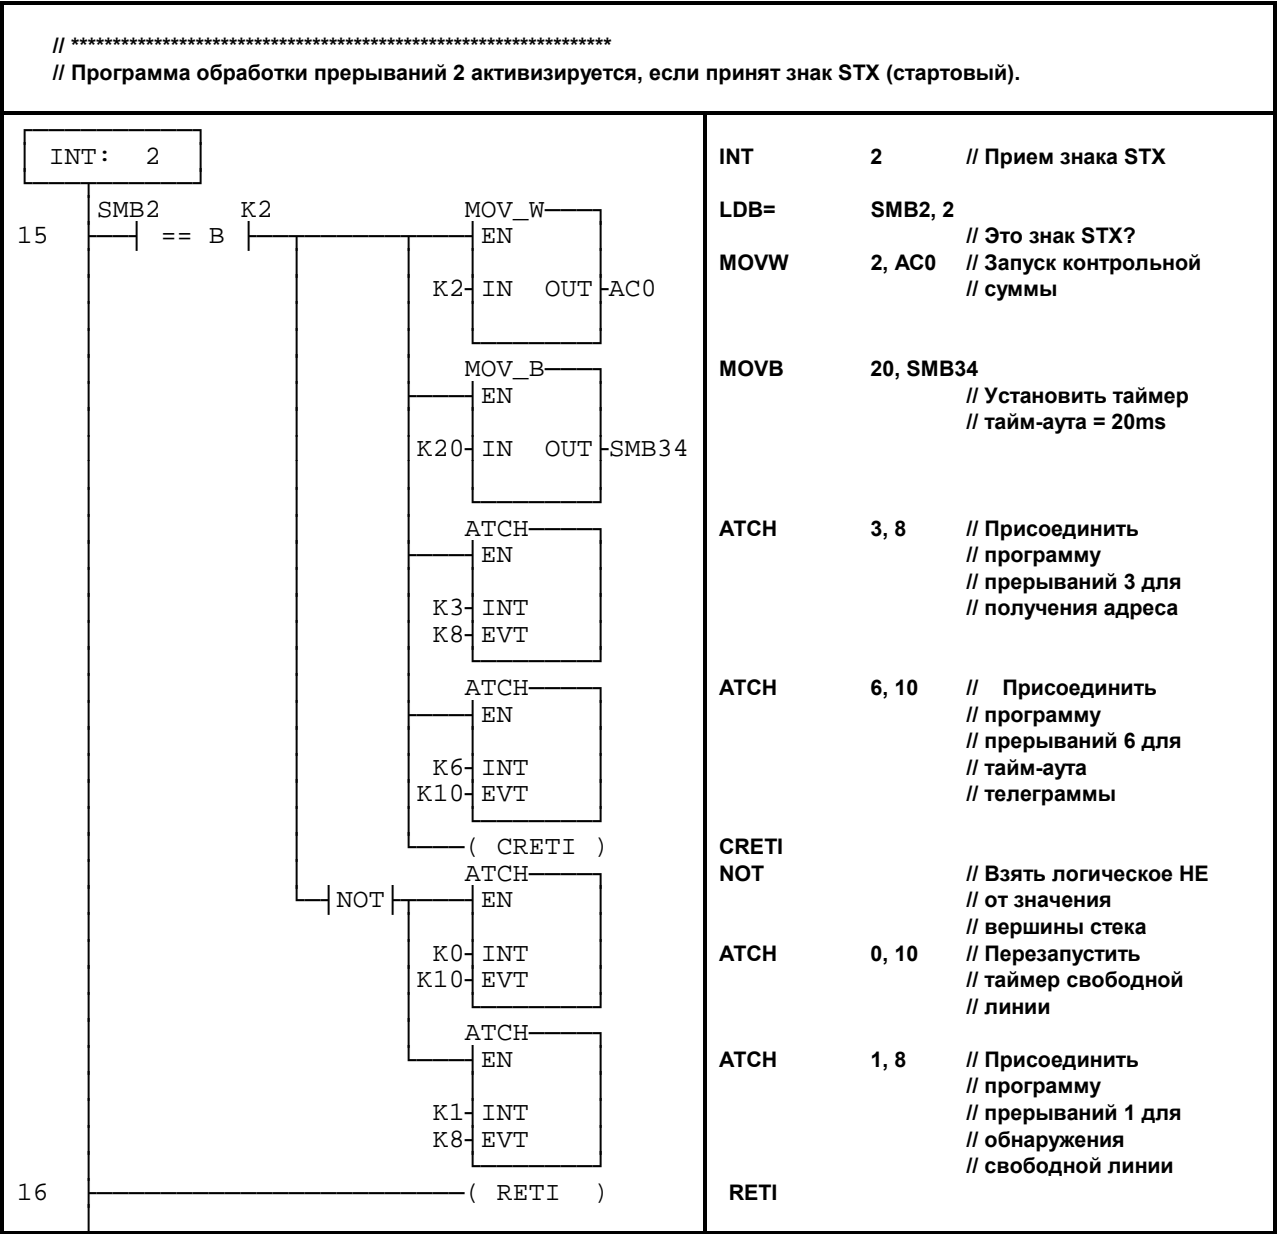 // *****************************************************************
// Программа обработки прерываний 2 активизируется, если принят знак STX (стартовый).
INT: 2
SMB2 K2 MOV_W
15 == B EN
K2 IN OUT AC0
MOV_B
EN
K20 IN OUT SMB34
ATCH
EN
K3 INT
K8 EVT
ATCH
EN
K6 INT
K10 EVT
( CRETI )
ATCH
NOT EN
K0 INT
K10 EVT
ATCH
EN
K1 INT
K8 EVT
16 ( RETI )
INT 2 // Прием знака STX
LDB= SMB2, 2
// Это знак STX?
MOVW 2, AC0 // Запуск контрольной
// суммы
MOVB 20, SMB34
// Установить таймер
// тайм-аута = 20ms
ATCH 3, 8 // Присоединить
// программу
// прерываний 3 для
// получения адреса
ATCH 6, 10 // Присоединить
// программу
// прерываний 6 для
// тайм-аута
// телеграммы
CRETI
NOT // Взять логическое НЕ
// от значения
// вершины стека
ATCH 0, 10 // Перезапустить
// таймер свободной
// линии
ATCH 1, 8 // Присоединить
// программу
// прерываний 1 для
// обнаружения
// свободной линии
RETI